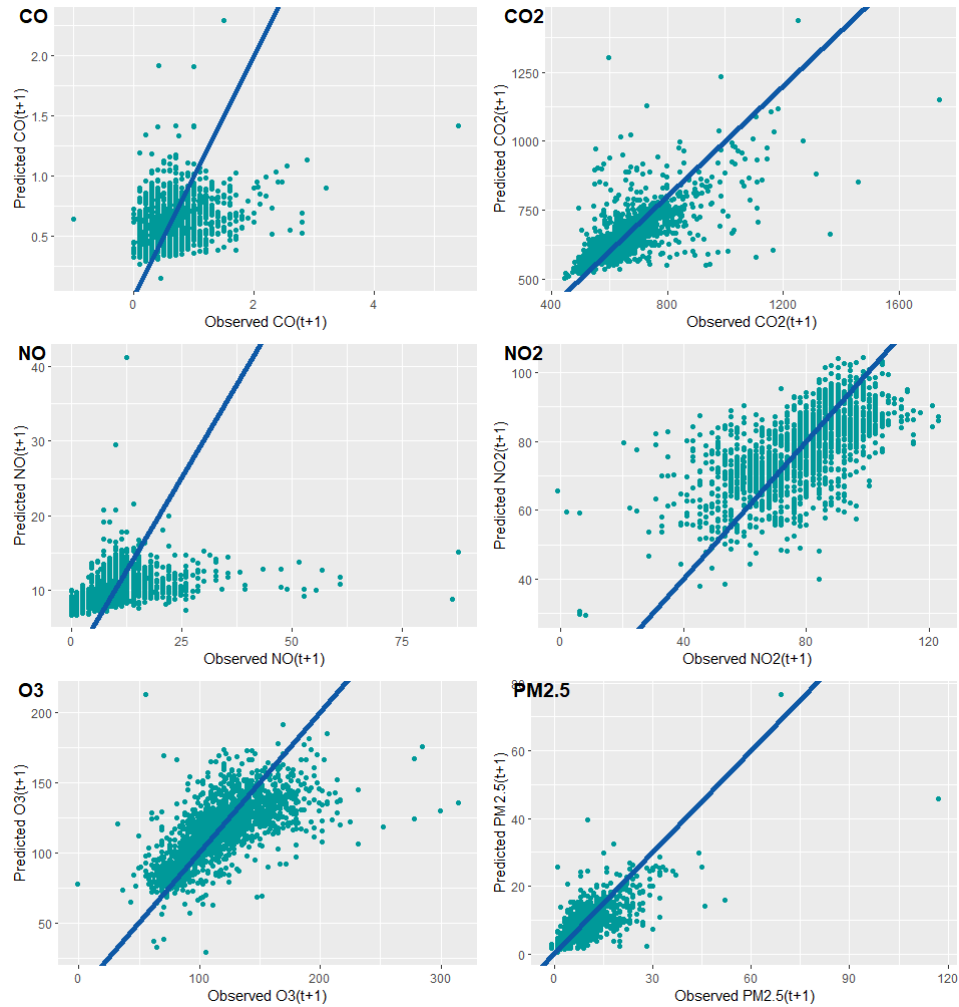 CO
2.0
1.5
1.0
0.5
Predicted CO(t+1)
0 2 4
Observed CO(t+1)
CO2
1250
1000
750
500
Predicted CO2(t+1)
400 800 1200 1600
Observed CO2(t+1)
NO
40
30
20
10
Predicted NO(t+1)
0 25 50 75
Observed NO(t+1)
NO2
100
80
60
40
Predicted NO2(t+1)
0 40 80 120
Observed NO2(t+1)
O3
200
150
100
50
Predicted O3(t+1)
0 100 200 300
Observed O3(t+1)
PM2.5
80
60
40
20
0
Predicted PM2.5(t+1)
0 30 60 90 120
Observed PM2.5(t+1)